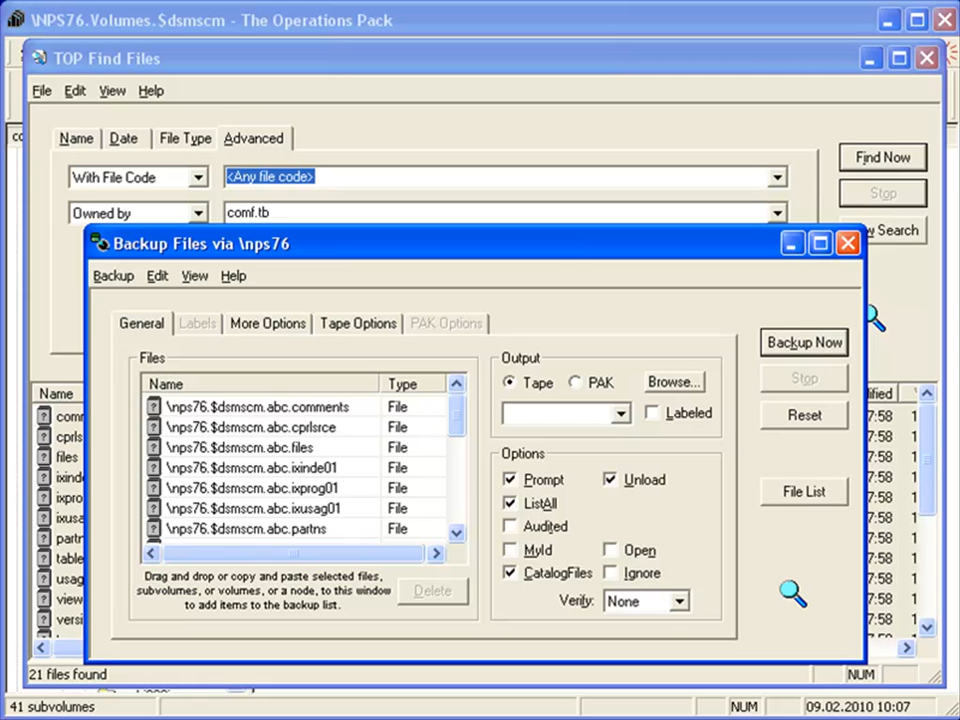 \NPS76.Volumes.$dsmscm - The Operations Pack
TOP Find Files
File Edit View Help
Name Date File Type Advanced
Find Now
With File Code <Any file code>
Stop
Owned by comf.tb
Search
Backup Files via \nps76
Backup Edit View Help
General Labels More Options Tape Options PAK Options
Files
Name Type
\nps76.$dsmscm.abc.comments File
\nps76.$dsmscm.abc.cprlsrce File
\nps76.$dsmscm.abc.files File
\nps76.$dsmscm.abc.ixinde01 File
\nps76.$dsmscm.abc.ixprog01 File
\nps76.$dsmscm.abc.ixusag01 File
\nps76.$dsmscm.abc.partns File
Drag and drop or copy and paste selected files,
subvolumes, or volumes, or a node, to this window
to add items to the backup list.
Delete
Output
Tape PAK Browse...
Labeled
Options
Prompt Unload
ListAll
Audited
MyId Open
CatalogFiles Ignore
Verify: None
Backup Now
Stop
Reset
File List
Name
files
21 files found NUM
41 subvolumes NUM 09.02.2010 10:07